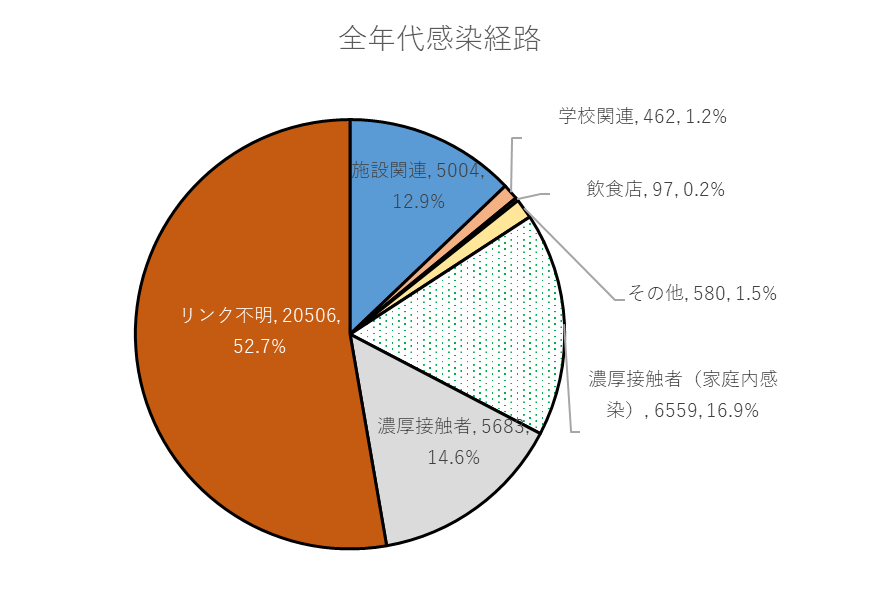 全年代感染経路
学校関連, 462, 1.2%
施設関連, 5004,
12.9%
飲食店, 97, 0.2%
その他, 580, 1.5%
リンク不明, 20506,
52.7%
濃厚接触者（家庭内感
染）, 6559, 16.9%
濃厚接触者, 5683,
14.6%